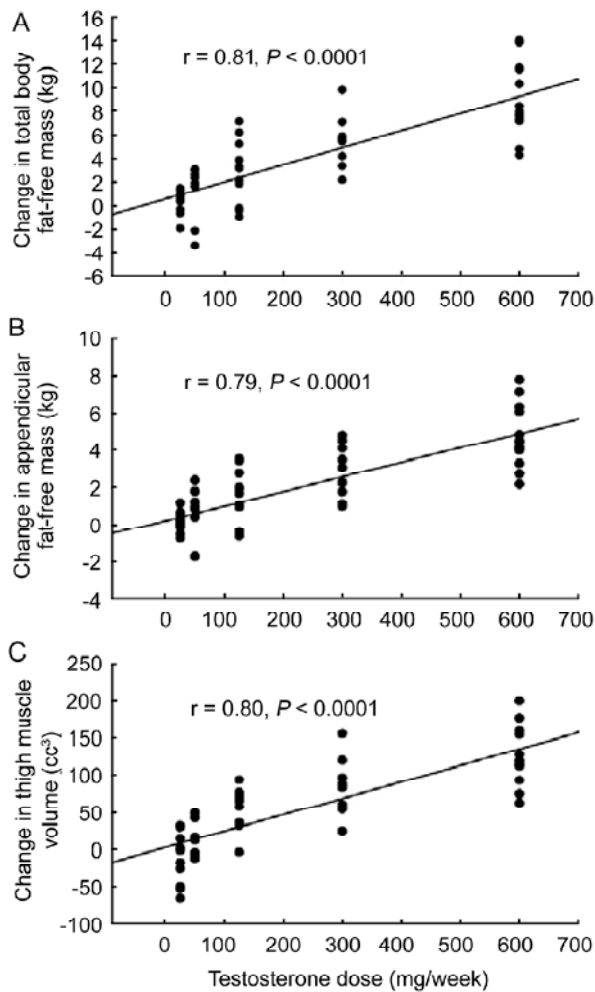 A
Change in total body
fat-free mass (kg)
16
14
12
10
8
6
4
2
0
-2
-4
-6
r = 0.81, P < 0.0001
0 100 200 300 400 500 600 700
B
Change in appendicular
fat-free mass (kg)
10
8
6
4
2
0
-2
-4
r = 0.79, P < 0.0001
0 100 200 300 400 500 600 700
C
Change in thigh muscle
volume (cc³)
250
200
150
100
50
0
-50
-100
r = 0.80, P < 0.0001
0 100 200 300 400 500 600 700
Testosterone dose (mg/week)